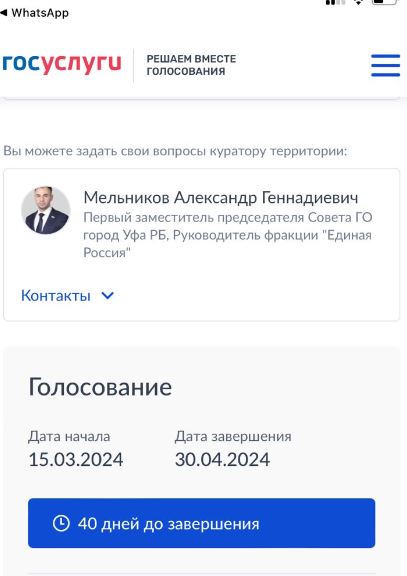 WhatsApp
госуслуги
РЕШАЕМ ВМЕСТЕ
ГОЛОСОВАНИЯ
Вы можете задать свои вопросы куратору территории:
Мельников Александр Геннадиевич
Первый заместитель председателя Совета ГО
город Уфа РБ, Руководитель фракции "Единая
Россия"
Контакты
Голосование
Дата начала
Дата завершения
15.03.2024
30.04.2024
40 дней до завершения